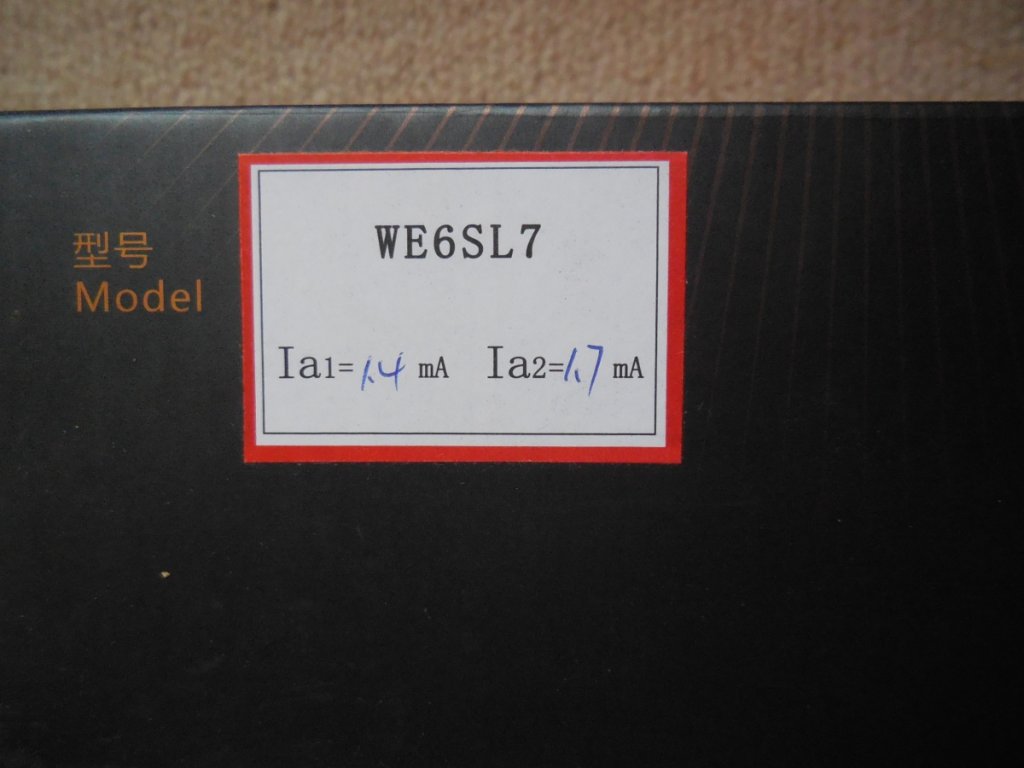 型号
Model
WE6SL7
Ia1=1.4 mA Ia2=1.7 mA